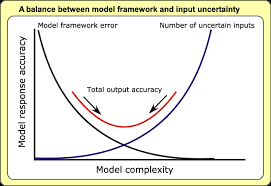 A balance between model framework and input uncertainty
Model framework error
Number of uncertain inputs
Total output accuracy
Model response accuracy
Model complexity